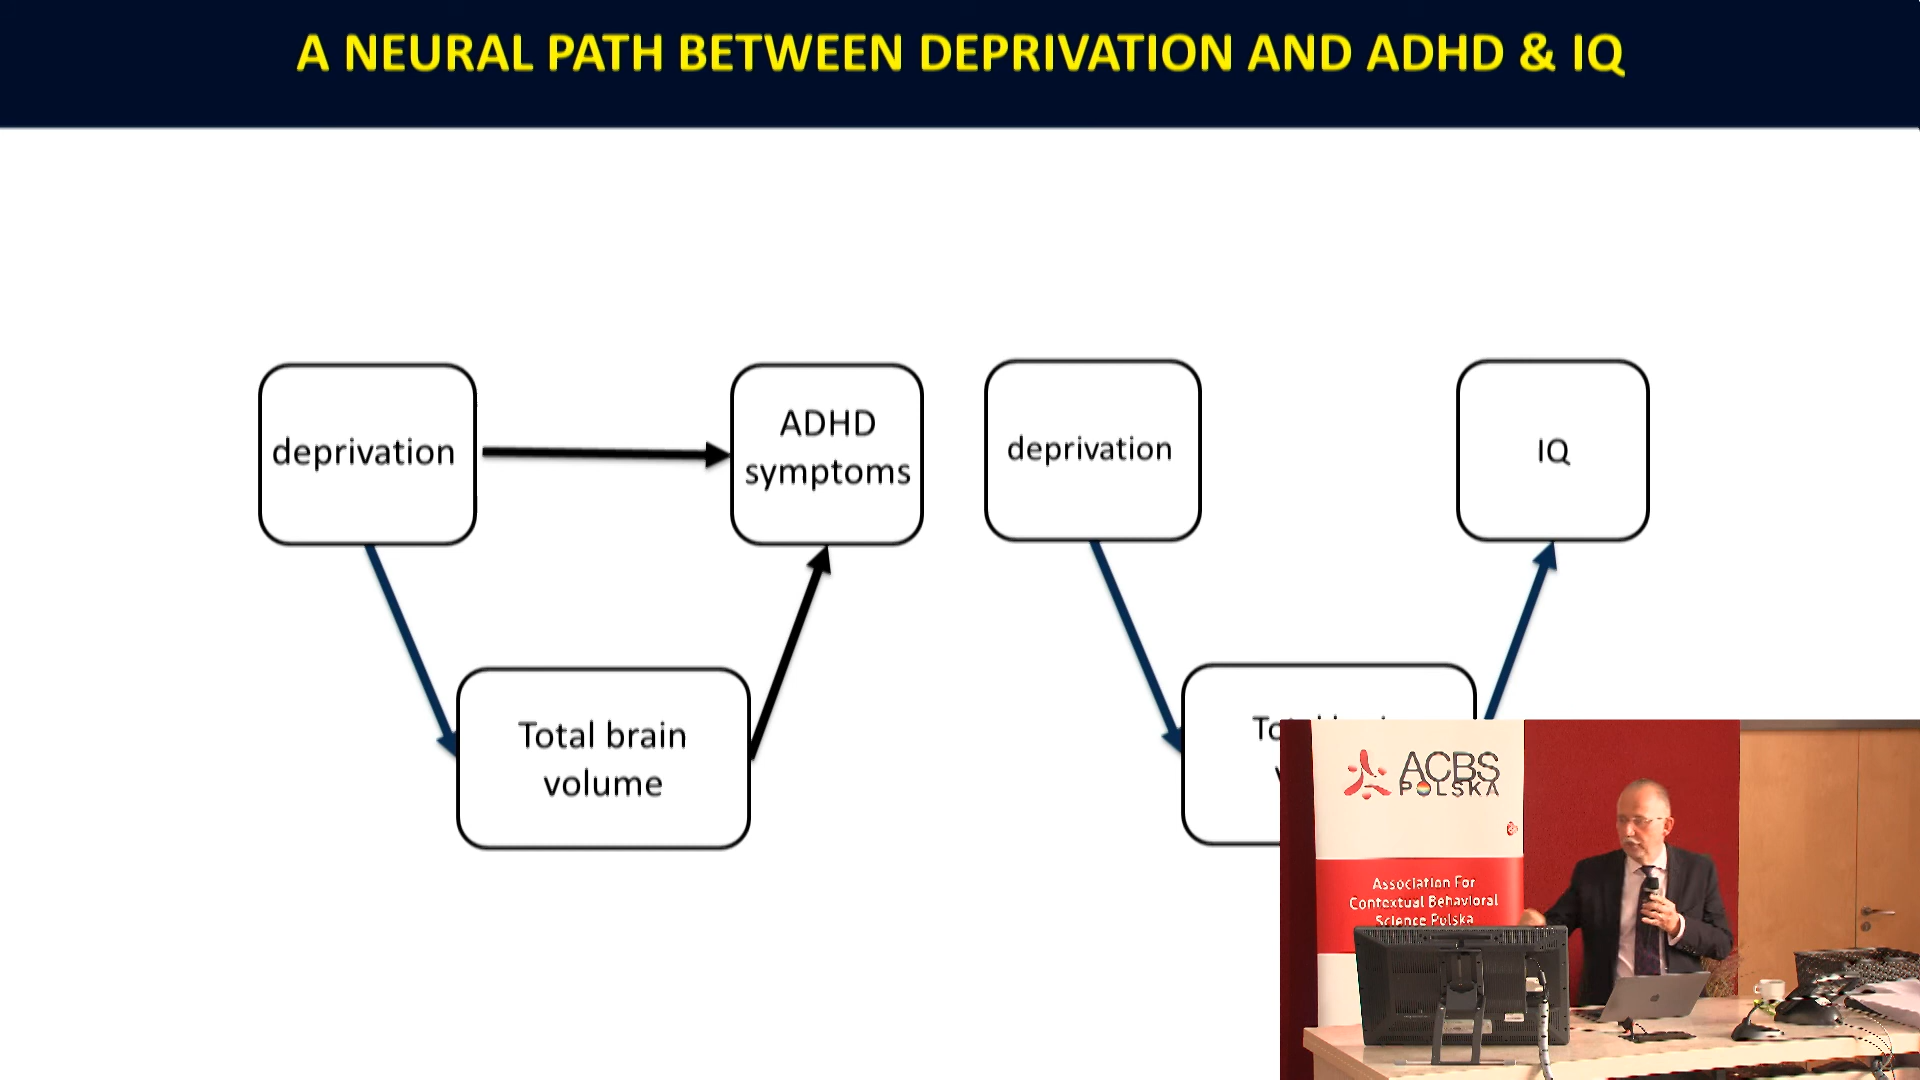 A NEURAL PATH BETWEEN DEPRIVATION AND ADHD & IQ
deprivation
ADHD
symptoms
Total brain
volume
deprivation
IQ
ACBS
POLSKA
Association For
Contextual Behavioral
Science Polska